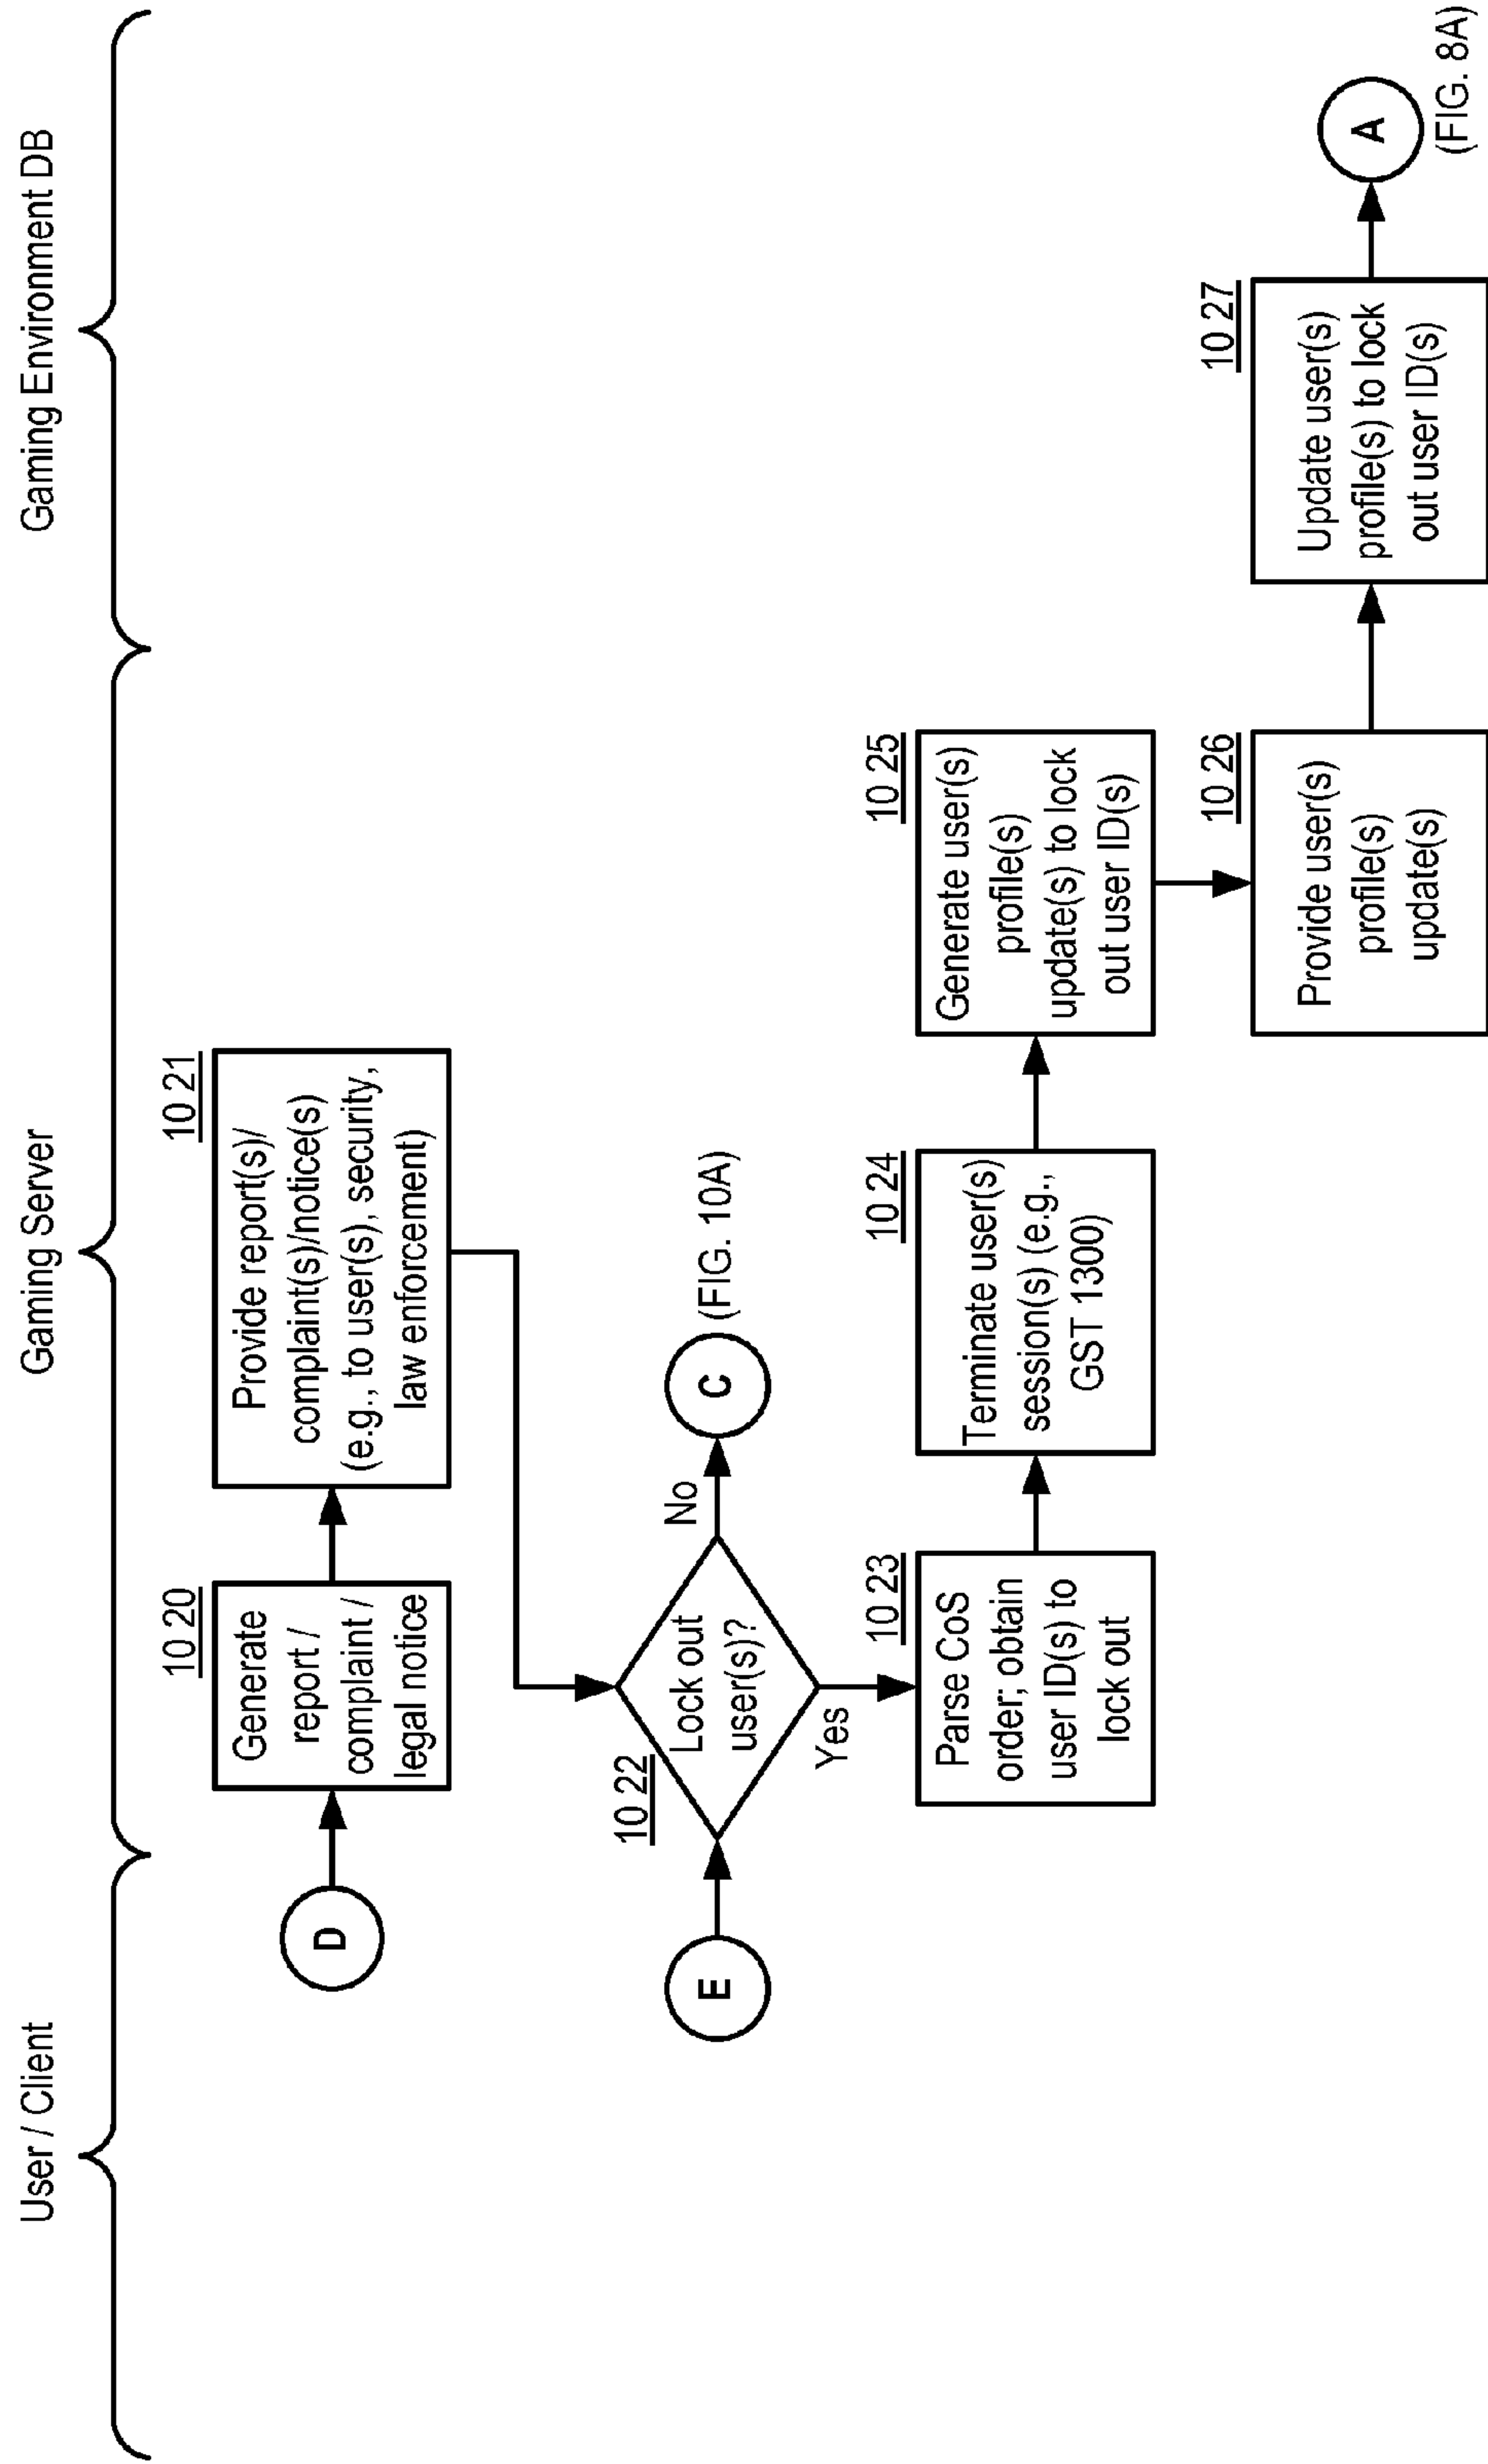 User / Client
Gaming Server
Gaming Environment DB
D
10 20
Generate
report /
complaint /
legal notice
10 21
Provide report(s)/
complaint(s)/notice(s)
(e.g., to user(s), security,
law enforcement)
E
10 22
Lock out
user(s)?
No
C
(FIG. 10A)
Yes
10 23
Parse CoS
order; obtain
user ID(s) to
lock out
10 24
Terminate user(s)
session(s) (e.g.,
GST 1300)
10 25
Generate user(s)
profile(s)
update(s) to lock
out user ID(s)
10 26
Provide user(s)
profile(s)
update(s)
10 27
Update user(s)
profile(s) to lock
out user ID(s)
A
(FIG. 8A)